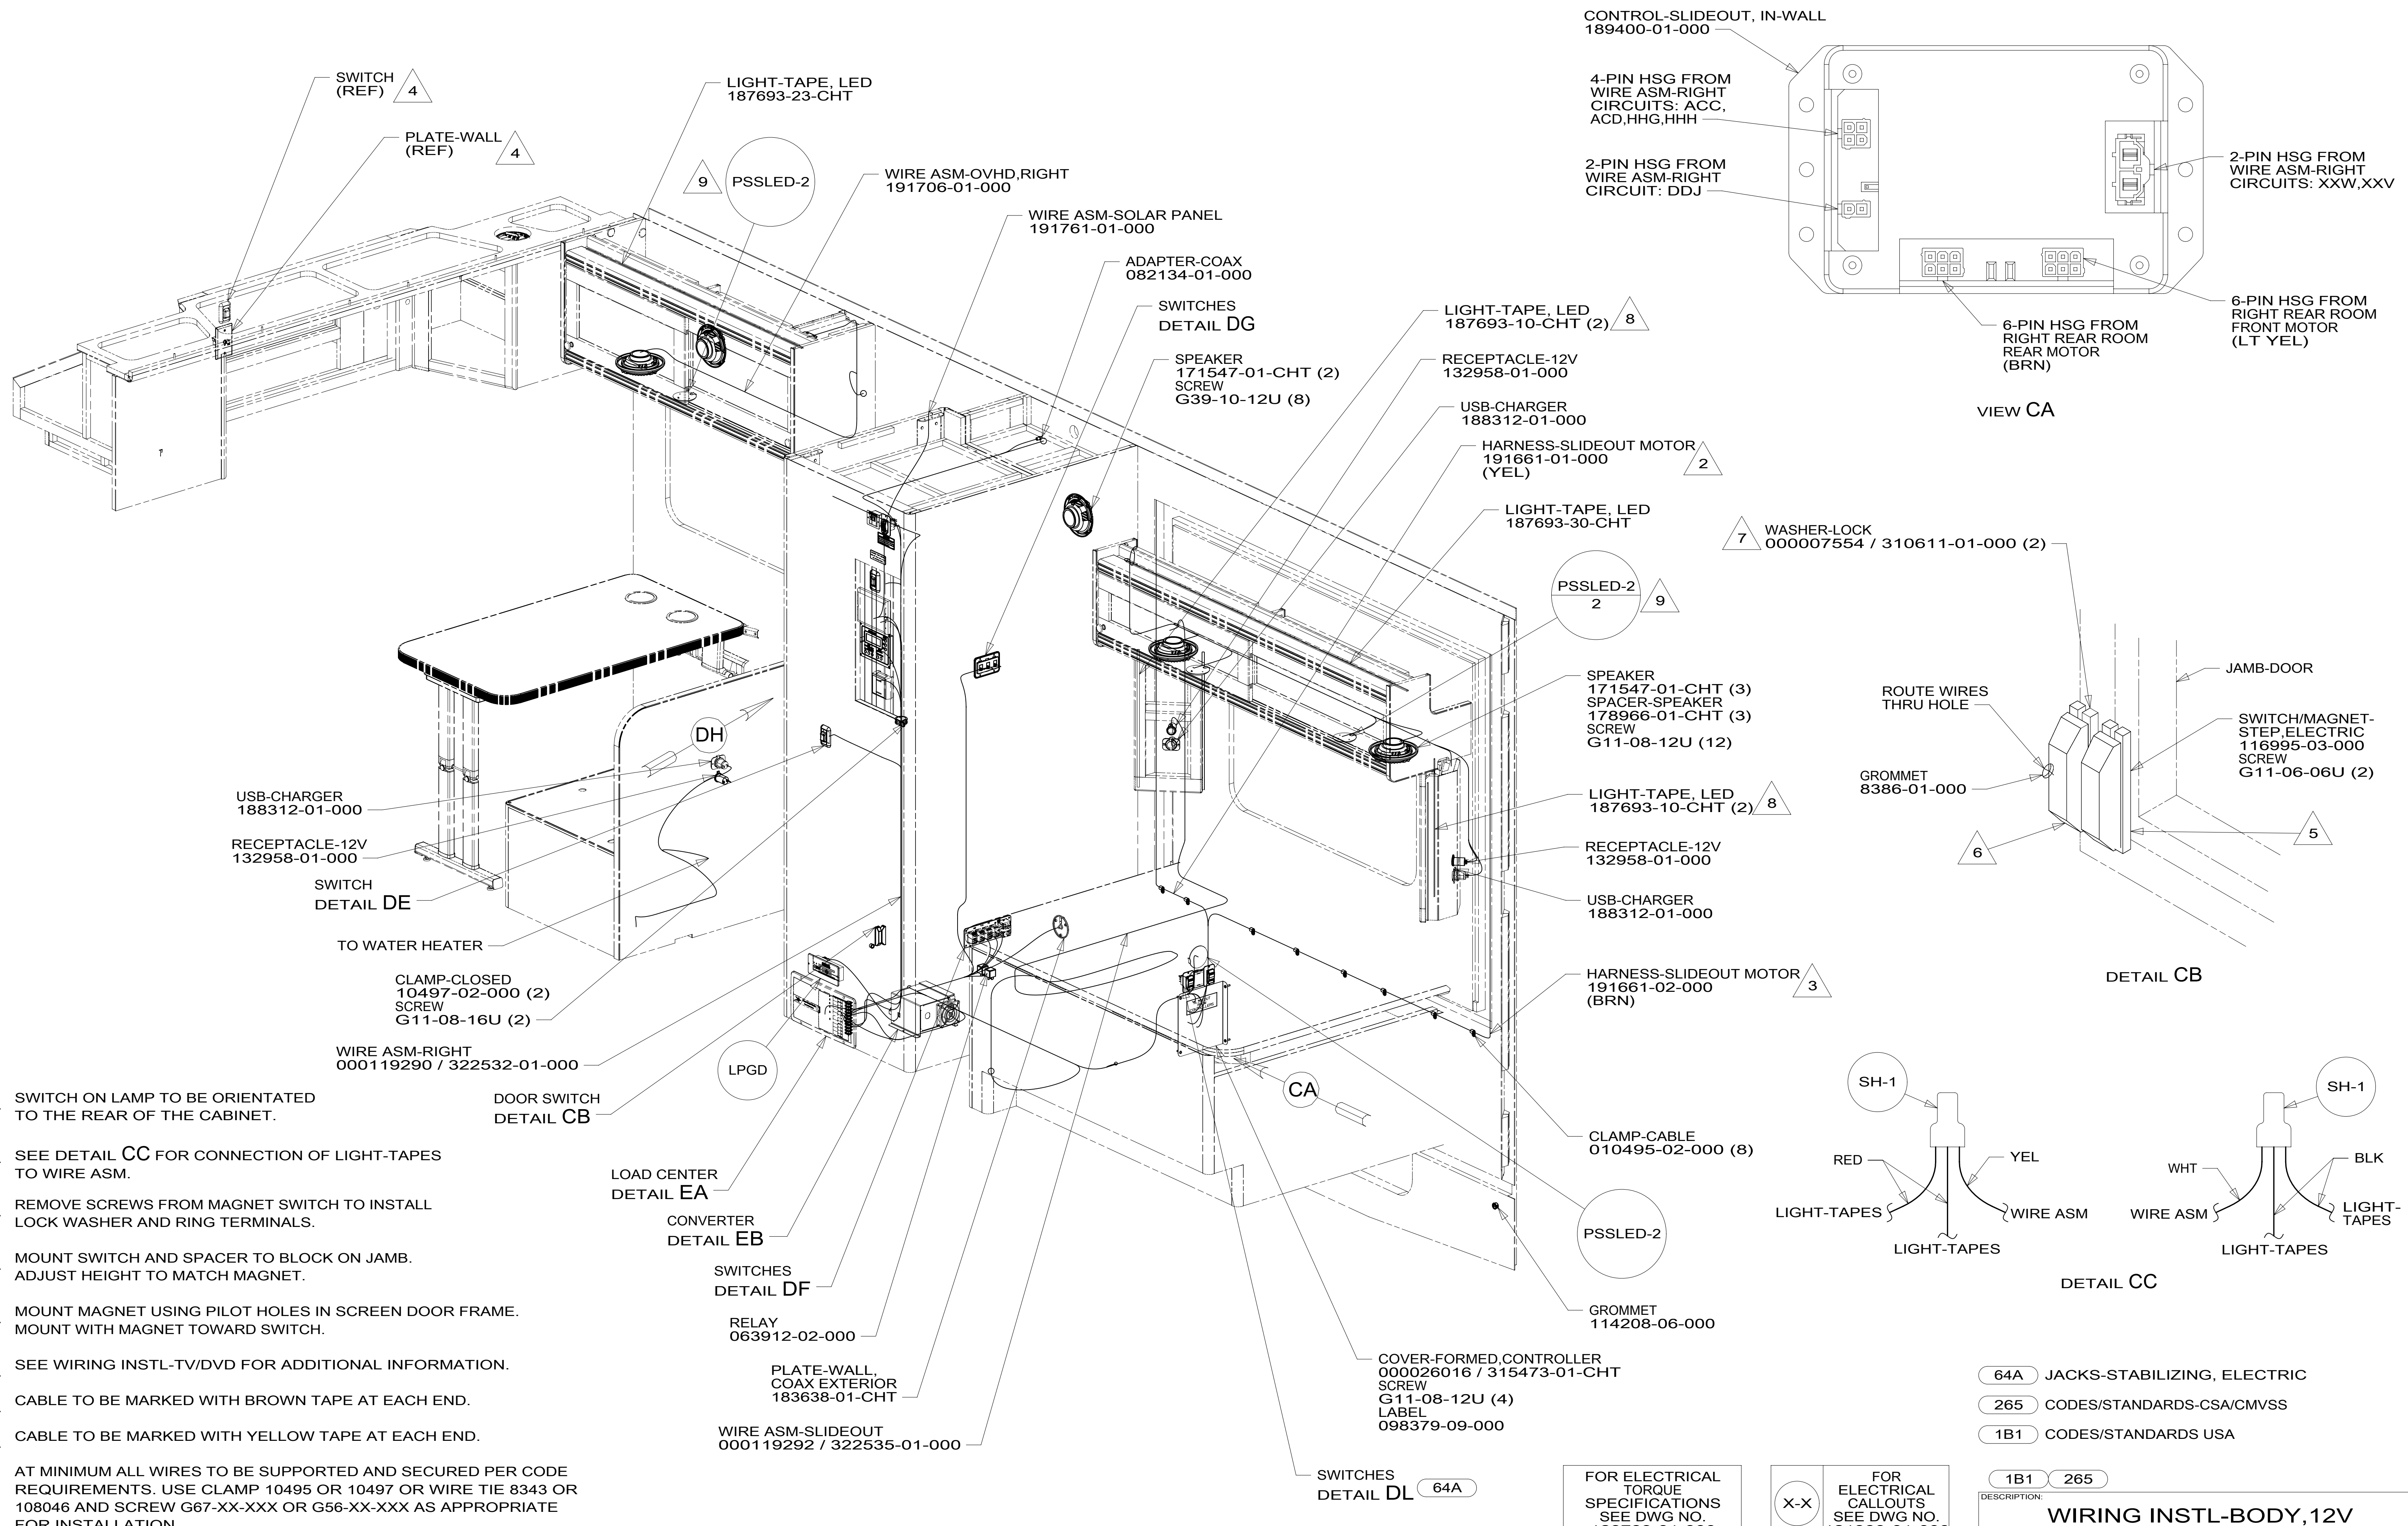 SWITCH
(REF)
4
PLATE-WALL
(REF)
4
LIGHT-TAPE, LED
187693-23-CHT
9
PSSLED-2
WIRE ASM-OVHD,RIGHT
191706-01-000
WIRE ASM-SOLAR PANEL
191761-01-000
ADAPTER-COAX
082134-01-000
SWITCHES
DETAIL DG
SPEAKER
171547-01-CHT (2)
SCREW
G39-10-12U (8)
LIGHT-TAPE, LED
187693-10-CHT (2)
8
RECEPTACLE-12V
132958-01-000
USB-CHARGER
188312-01-000
HARNESS-SLIDEOUT MOTOR
191661-01-000
(YEL)
2
LIGHT-TAPE, LED
187693-30-CHT
PSSLED-2
2
9
SPEAKER
171547-01-CHT (3)
SPACER-SPEAKER
178966-01-CHT (3)
SCREW
G11-08-12U (12)
LIGHT-TAPE, LED
187693-10-CHT (2)
8
RECEPTACLE-12V
132958-01-000
USB-CHARGER
188312-01-000
HARNESS-SLIDEOUT MOTOR
191661-02-000
(BRN)
3
CLAMP-CABLE
010495-02-000 (8)
PSSLED-2
GROMMET
114208-06-000
CONTROL-SLIDEOUT, IN-WALL
189400-01-000
4-PIN HSG FROM
WIRE ASM-RIGHT
CIRCUITS: ACC,
ACD,HHG,HHH
2-PIN HSG FROM
WIRE ASM-RIGHT
CIRCUIT: DDJ
2-PIN HSG FROM
WIRE ASM-RIGHT
CIRCUITS: XXW,XXV
6-PIN HSG FROM
RIGHT REAR ROOM
REAR MOTOR
(BRN)
6-PIN HSG FROM
RIGHT REAR ROOM
FRONT MOTOR
(LT YEL)
VIEW CA
7
WASHER-LOCK
000007554 / 310611-01-000 (2)
JAMB-DOOR
ROUTE WIRES
THRU HOLE
SWITCH/MAGNET-
STEP,ELECTRIC
116995-03-000
SCREW
G11-06-06U (2)
GROMMET
8386-01-000
6
5
DETAIL CB
SH-1
RED
YEL
LIGHT-TAPES
WIRE ASM
LIGHT-TAPES
SH-1
WHT
BLK
WIRE ASM
LIGHT-
TAPES
LIGHT-TAPES
DETAIL CC
DH
USB-CHARGER
188312-01-000
RECEPTACLE-12V
132958-01-000
SWITCH
DETAIL DE
TO WATER HEATER
CLAMP-CLOSED
10497-02-000 (2)
SCREW
G11-08-16U (2)
WIRE ASM-RIGHT
000119290 / 322532-01-000
LPGD
CA
DOOR SWITCH
DETAIL CB
LOAD CENTER
DETAIL EA
CONVERTER
DETAIL EB
SWITCHES
DETAIL DF
RELAY
063912-02-000
PLATE-WALL,
COAX EXTERIOR
183638-01-CHT
WIRE ASM-SLIDEOUT
000119292 / 322535-01-000
COVER-FORMED,CONTROLLER
000026016 / 315473-01-CHT
SCREW
G11-08-12U (4)
LABEL
098379-09-000
SWITCHES
DETAIL DL
64A
SWITCH ON LAMP TO BE ORIENTATED
TO THE REAR OF THE CABINET.
SEE DETAIL CC FOR CONNECTION OF LIGHT-TAPES
TO WIRE ASM.
REMOVE SCREWS FROM MAGNET SWITCH TO INSTALL
LOCK WASHER AND RING TERMINALS.
MOUNT SWITCH AND SPACER TO BLOCK ON JAMB.
ADJUST HEIGHT TO MATCH MAGNET.
MOUNT MAGNET USING PILOT HOLES IN SCREEN DOOR FRAME.
MOUNT WITH MAGNET TOWARD SWITCH.
SEE WIRING INSTL-TV/DVD FOR ADDITIONAL INFORMATION.
CABLE TO BE MARKED WITH BROWN TAPE AT EACH END.
CABLE TO BE MARKED WITH YELLOW TAPE AT EACH END.
AT MINIMUM ALL WIRES TO BE SUPPORTED AND SECURED PER CODE
REQUIREMENTS. USE CLAMP 10495 OR 10497 OR WIRE TIE 8343 OR
108046 AND SCREW G67-XX-XXX OR G56-XX-XXX AS APPROPRIATE
FOR INSTALLATION
FOR ELECTRICAL
TORQUE
SPECIFICATIONS
SEE DWG NO.
X-X
FOR
ELECTRICAL
CALLOUTS
SEE DWG NO.
64A JACKS-STABILIZING, ELECTRIC
265 CODES/STANDARDS-CSA/CMVSS
1B1 CODES/STANDARDS USA
1B1 265
DESCRIPTION:
WIRING INSTL-BODY,12V